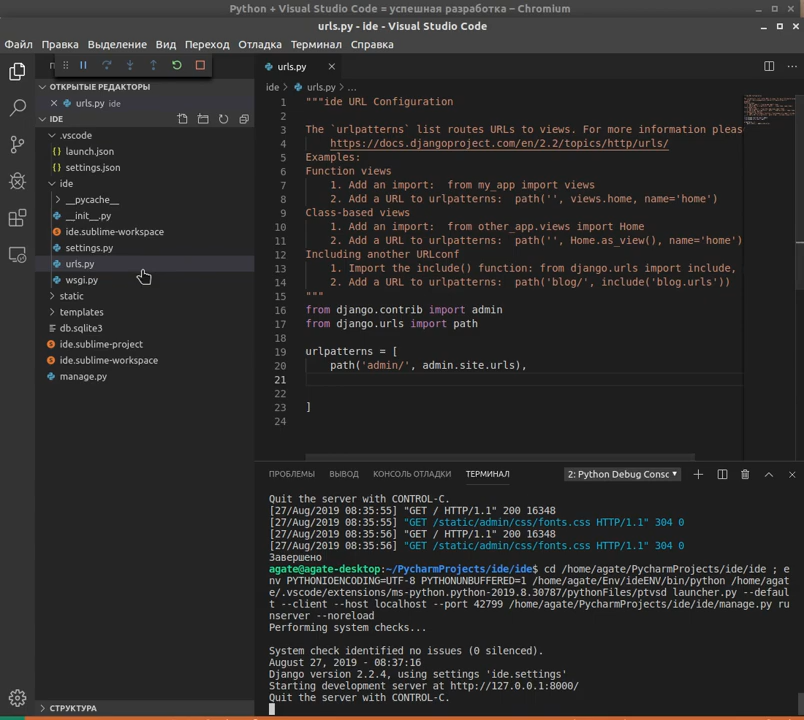 Python + Visual Studio Code = успешная разработка – Chromium
urls.py - ide - Visual Studio Code
Файл Правка Выделение Вид Переход Отладка Терминал Справка
ОТКРЫТЫЕ РЕДАКТОРЫ
urls.py ide
IDE
.vscode
launch.json
settings.json
ide
__pycache__
__init__.py
ide.sublime-workspace
settings.py
urls.py
wsgi.py
static
templates
db.sqlite3
ide.sublime-project
ide.sublime-workspace
manage.py
СТРУКТУРА
urls.py
ide > urls.py > ...
1 """ide URL Configuration
2
3 The `urlpatterns` list routes URLs to views. For more information pleas
4 https://docs.djangoproject.com/en/2.2/topics/http/urls/
5 Examples:
6 Function views
7 1. Add an import:  from my_app import views
8 2. Add a URL to urlpatterns:  path('', views.home, name='home')
9 Class-based views
10 1. Add an import:  from other_app.views import Home
11 2. Add a URL to urlpatterns:  path('', Home.as_view(), name='home')
12 Including another URLconf
13 1. Import the include() function: from django.urls import include,
14 2. Add a URL to urlpatterns:  path('blog/', include('blog.urls'))
15 """
16 from django.contrib import admin
17 from django.urls import path
18
19 urlpatterns = [
20 path('admin/', admin.site.urls),
21
22
23 ]
24
ПРОБЛЕМЫ ВЫВОД КОНСОЛЬ ОТЛАДКИ ТЕРМИНАЛ 2: Python Debug Consc
Quit the server with CONTROL-C.
[27/Aug/2019 08:35:55] "GET / HTTP/1.1" 200 16348
[27/Aug/2019 08:35:55] "GET /static/admin/css/fonts.css HTTP/1.1" 304 0
[27/Aug/2019 08:35:56] "GET / HTTP/1.1" 200 16348
[27/Aug/2019 08:35:56] "GET /static/admin/css/fonts.css HTTP/1.1" 304 0
Завершено
agate@agate-desktop:~/PycharmProjects/ide/ide$ cd /home/agate/PycharmProjects/ide/ide ; e
nv PYTHONIOENCODING=UTF-8 PYTHONUNBUFFERED=1 /home/agate/Env/ideENV/bin/python /home/agat
e/.vscode/extensions/ms-python.python-2019.8.30787/pythonFiles/ptvsd_launcher.py --defaul
t --client --host localhost --port 42799 /home/agate/PycharmProjects/ide/ide/manage.py ru
nserver --noreload
Performing system checks...

System check identified no issues (0 silenced).
August 27, 2019 - 08:37:16
Django version 2.2.4, using settings 'ide.settings'
Starting development server at http://127.0.0.1:8000/
Quit the server with CONTROL-C.